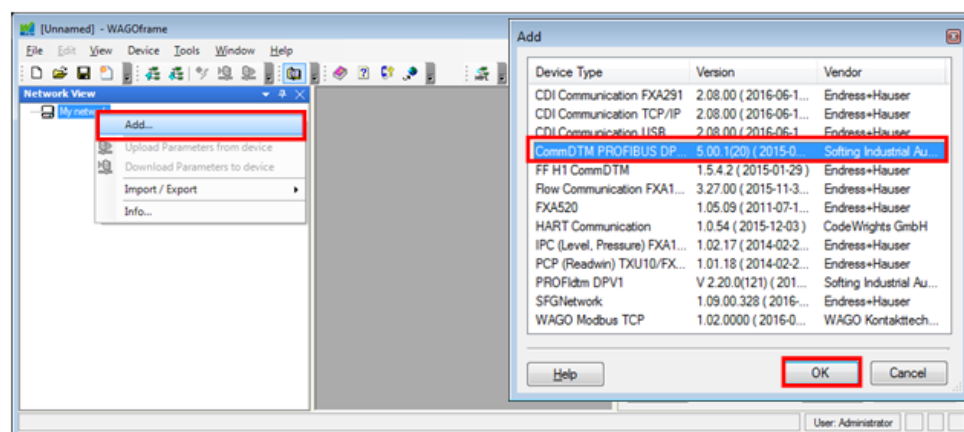 [Unnamed] - WAGOframe
File Edit View Device Tools Window Help
Network View
My network
Add...
Upload Parameters from device
Download Parameters to device
Import / Export
Info...
Add
Device Type Version Vendor
CDI Communication FXA291 2.08.00 ( 2016-06-1... Endress+Hauser
CDI Communication TCP/IP 2.08.00 ( 2016-06-1... Endress+Hauser
CDI Communication USB 2.08.00 ( 2016-06-1 Endress+Hauser
CommDTM PROFIBUS DP... 5.00.1(20) ( 2015-0... Softing Industrial Au...
FF H1 CommDTM 1.5.4.2 ( 2015-01-29 ) Endress+Hauser
Flow Communication FXA1... 3.27.00 ( 2015-11-3... Endress+Hauser
FXA520 1.05.09 ( 2011-07-1... Endress+Hauser
HART Communication 1.0.54 ( 2015-12-03 ) CodeWrights GmbH
IPC (Level, Pressure) FXA1... 1.02.17 ( 2014-02-2... Endress+Hauser
PCP (Readwin) TXU10/FX... 1.01.18 ( 2014-02-2... Endress+Hauser
PROFIdtm DPV1 V 2.20.0(121) ( 201... Softing Industrial Au...
SFGNetwork 1.09.00.328 ( 2016-... Endress+Hauser
WAGO Modbus TCP 1.02.0000 ( 2016-0... WAGO Kontakttech...
Help OK Cancel
User: Administrator